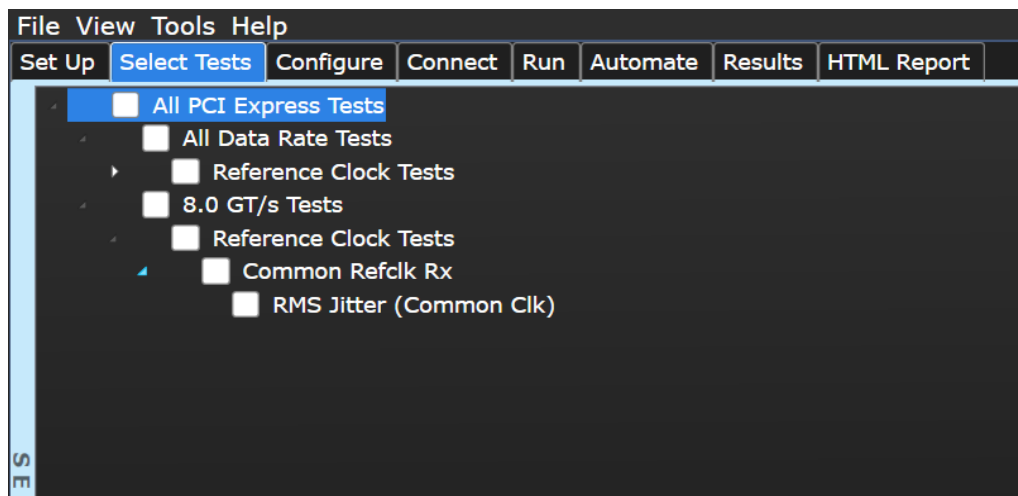 File View Tools Help
Set Up Select Tests Configure Connect Run Automate Results HTML Report
All PCI Express Tests
All Data Rate Tests
Reference Clock Tests
8.0 GT/s Tests
Reference Clock Tests
Common Refclk Rx
RMS Jitter (Common Clk)
S E